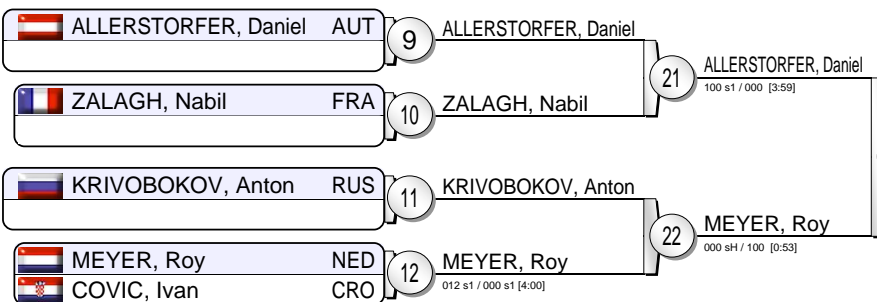 ALLERSTORFER, Daniel AUT
9
ALLERSTORFER, Daniel
21
ALLERSTORFER, Daniel
100 s1 / 000 [3:59]
ZALAGH, Nabil FRA
10
ZALAGH, Nabil
KRIVOBOKOV, Anton RUS
11
KRIVOBOKOV, Anton
22
MEYER, Roy
000 sH / 100 [0:53]
MEYER, Roy NED
COVIC, Ivan CRO
12
MEYER, Roy
012 s1 / 000 s1 [4:00]